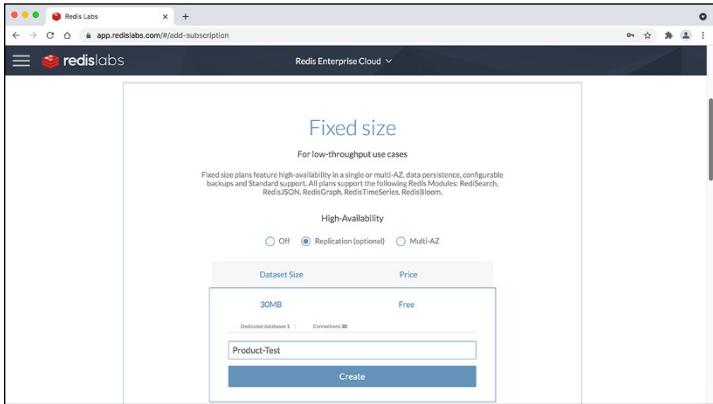 Redis Labs
app.redislabs.com/#/add-subscription
redislabs
Redis Enterprise Cloud
Fixed size
For low-throughput use cases
Fixed size plans feature high-availability in a single or multi-AZ, data persistence, configurable
backups and Standard support. All plans support the following Redis Modules: RediSearch,
RedisJSON, RedisGraph, RedisTimeSeries, RedisBloom.
High-Availability
Off Replication (optional) Multi-AZ
Dataset Size Price
30MB Free
Dedicated databases 1 Connections 30
Product-Test
Create